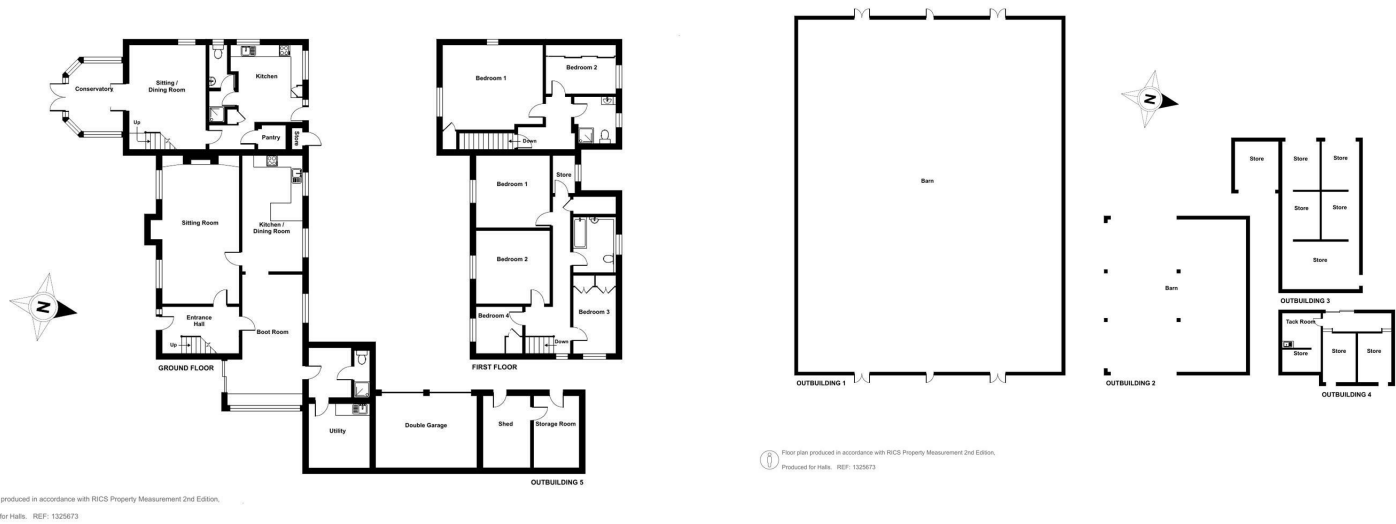 Conservatory
Sitting /
Dining Room
Kitchen
Up
Pantry
Store
Sitting Room
Kitchen /
Dining Room
Entrance
Hall
Up
Boot Room
GROUND FLOOR
Utility
Double Garage
Shed
Storage Room
OUTBUILDING 5
Bedroom 1
Bedroom 2
Down
Bedroom 1
Store
Bedroom 2
Bedroom 4
Bedroom 3
Down
FIRST FLOOR
N
produced in accordance with RICS Property Measurement 2nd Edition,
for Halls. REF: 1325673
Barn
OUTBUILDING 1
N
Barn
OUTBUILDING 2
Store
Store
Store
Store
Store
Store
OUTBUILDING 3
Tack Room
Store
Store
Store
OUTBUILDING 4
Floor plan produced in accordance with RICS Property Measurement 2nd Edition,
Produced for Halls. REF: 1325673